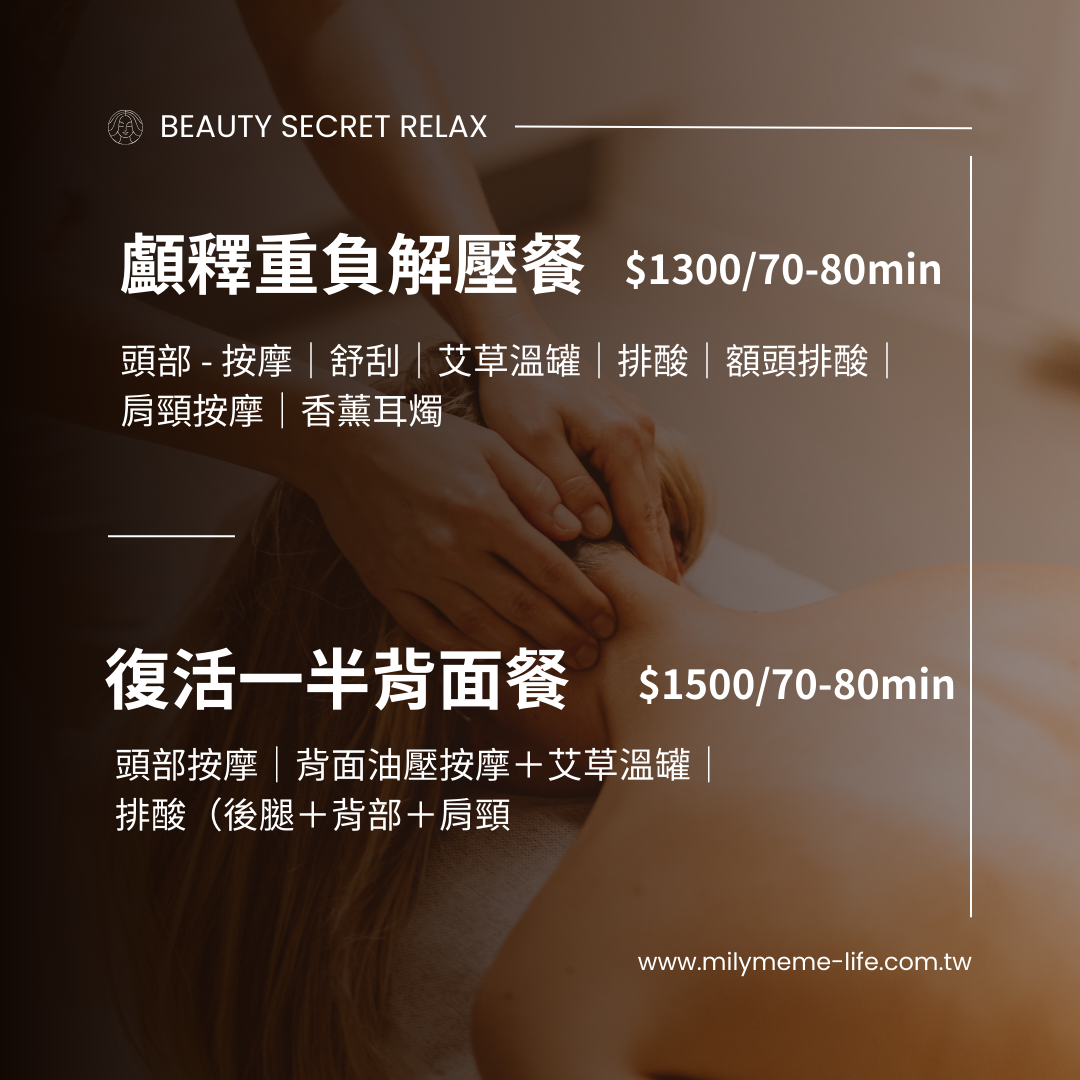 BEAUTY SECRET RELAX
顱釋重負解壓餐 $1300/70-80min
頭部 - 按摩｜舒刮｜艾草溫罐｜排酸｜額頭排酸｜
肩頸按摩｜香薰耳燭
復活一半背面餐 $1500/70-80min
頭部按摩｜背面油壓按摩＋艾草溫罐｜
排酸（後腿＋背部＋肩頸
www.milymeme-life.com.tw